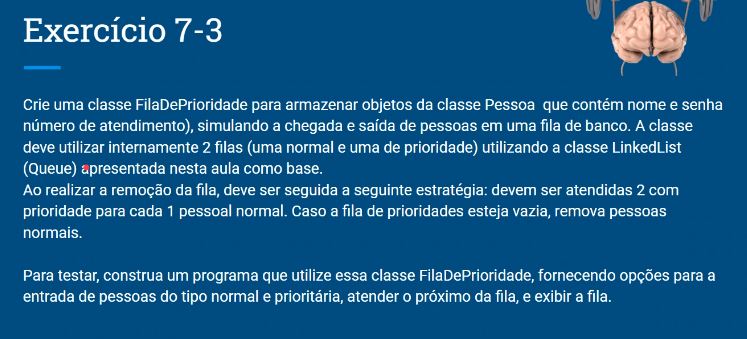 Exercício 7-3
Crie uma classe FilaDePrioridade para armazenar objetos da classe Pessoa que contém nome e senha
número de atendimento), simulando a chegada e saída de pessoas em uma fila de banco. A classe
deve utilizar internamente 2 filas (uma normal e uma de prioridade) utilizando a classe LinkedList
(Queue) apresentada nesta aula como base.
Ao realizar a remoção da fila, deve ser seguida a seguinte estratégia: devem ser atendidas 2 com
prioridade para cada 1 pessoal normal. Caso a fila de prioridades esteja vazia, remova pessoas
normais.
Para testar, construa um programa que utilize essa classe FilaDePrioridade, fornecendo opções para a
entrada de pessoas do tipo normal e prioritária, atender o próximo da fila, e exibir a fila.